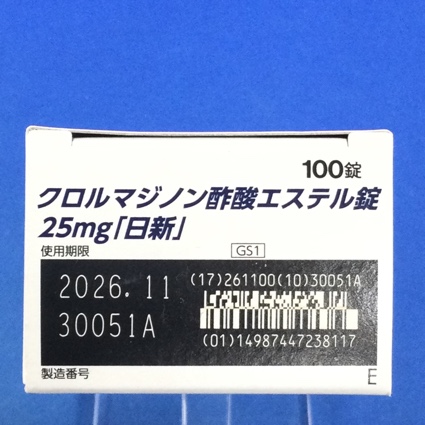 100錠
クロルマジノン酢酸エステル錠
25mg「日新」
使用期限
GS1
2026.11
(17)261100(10)30051A
30051A
(01)14987447238117
製造番号
E